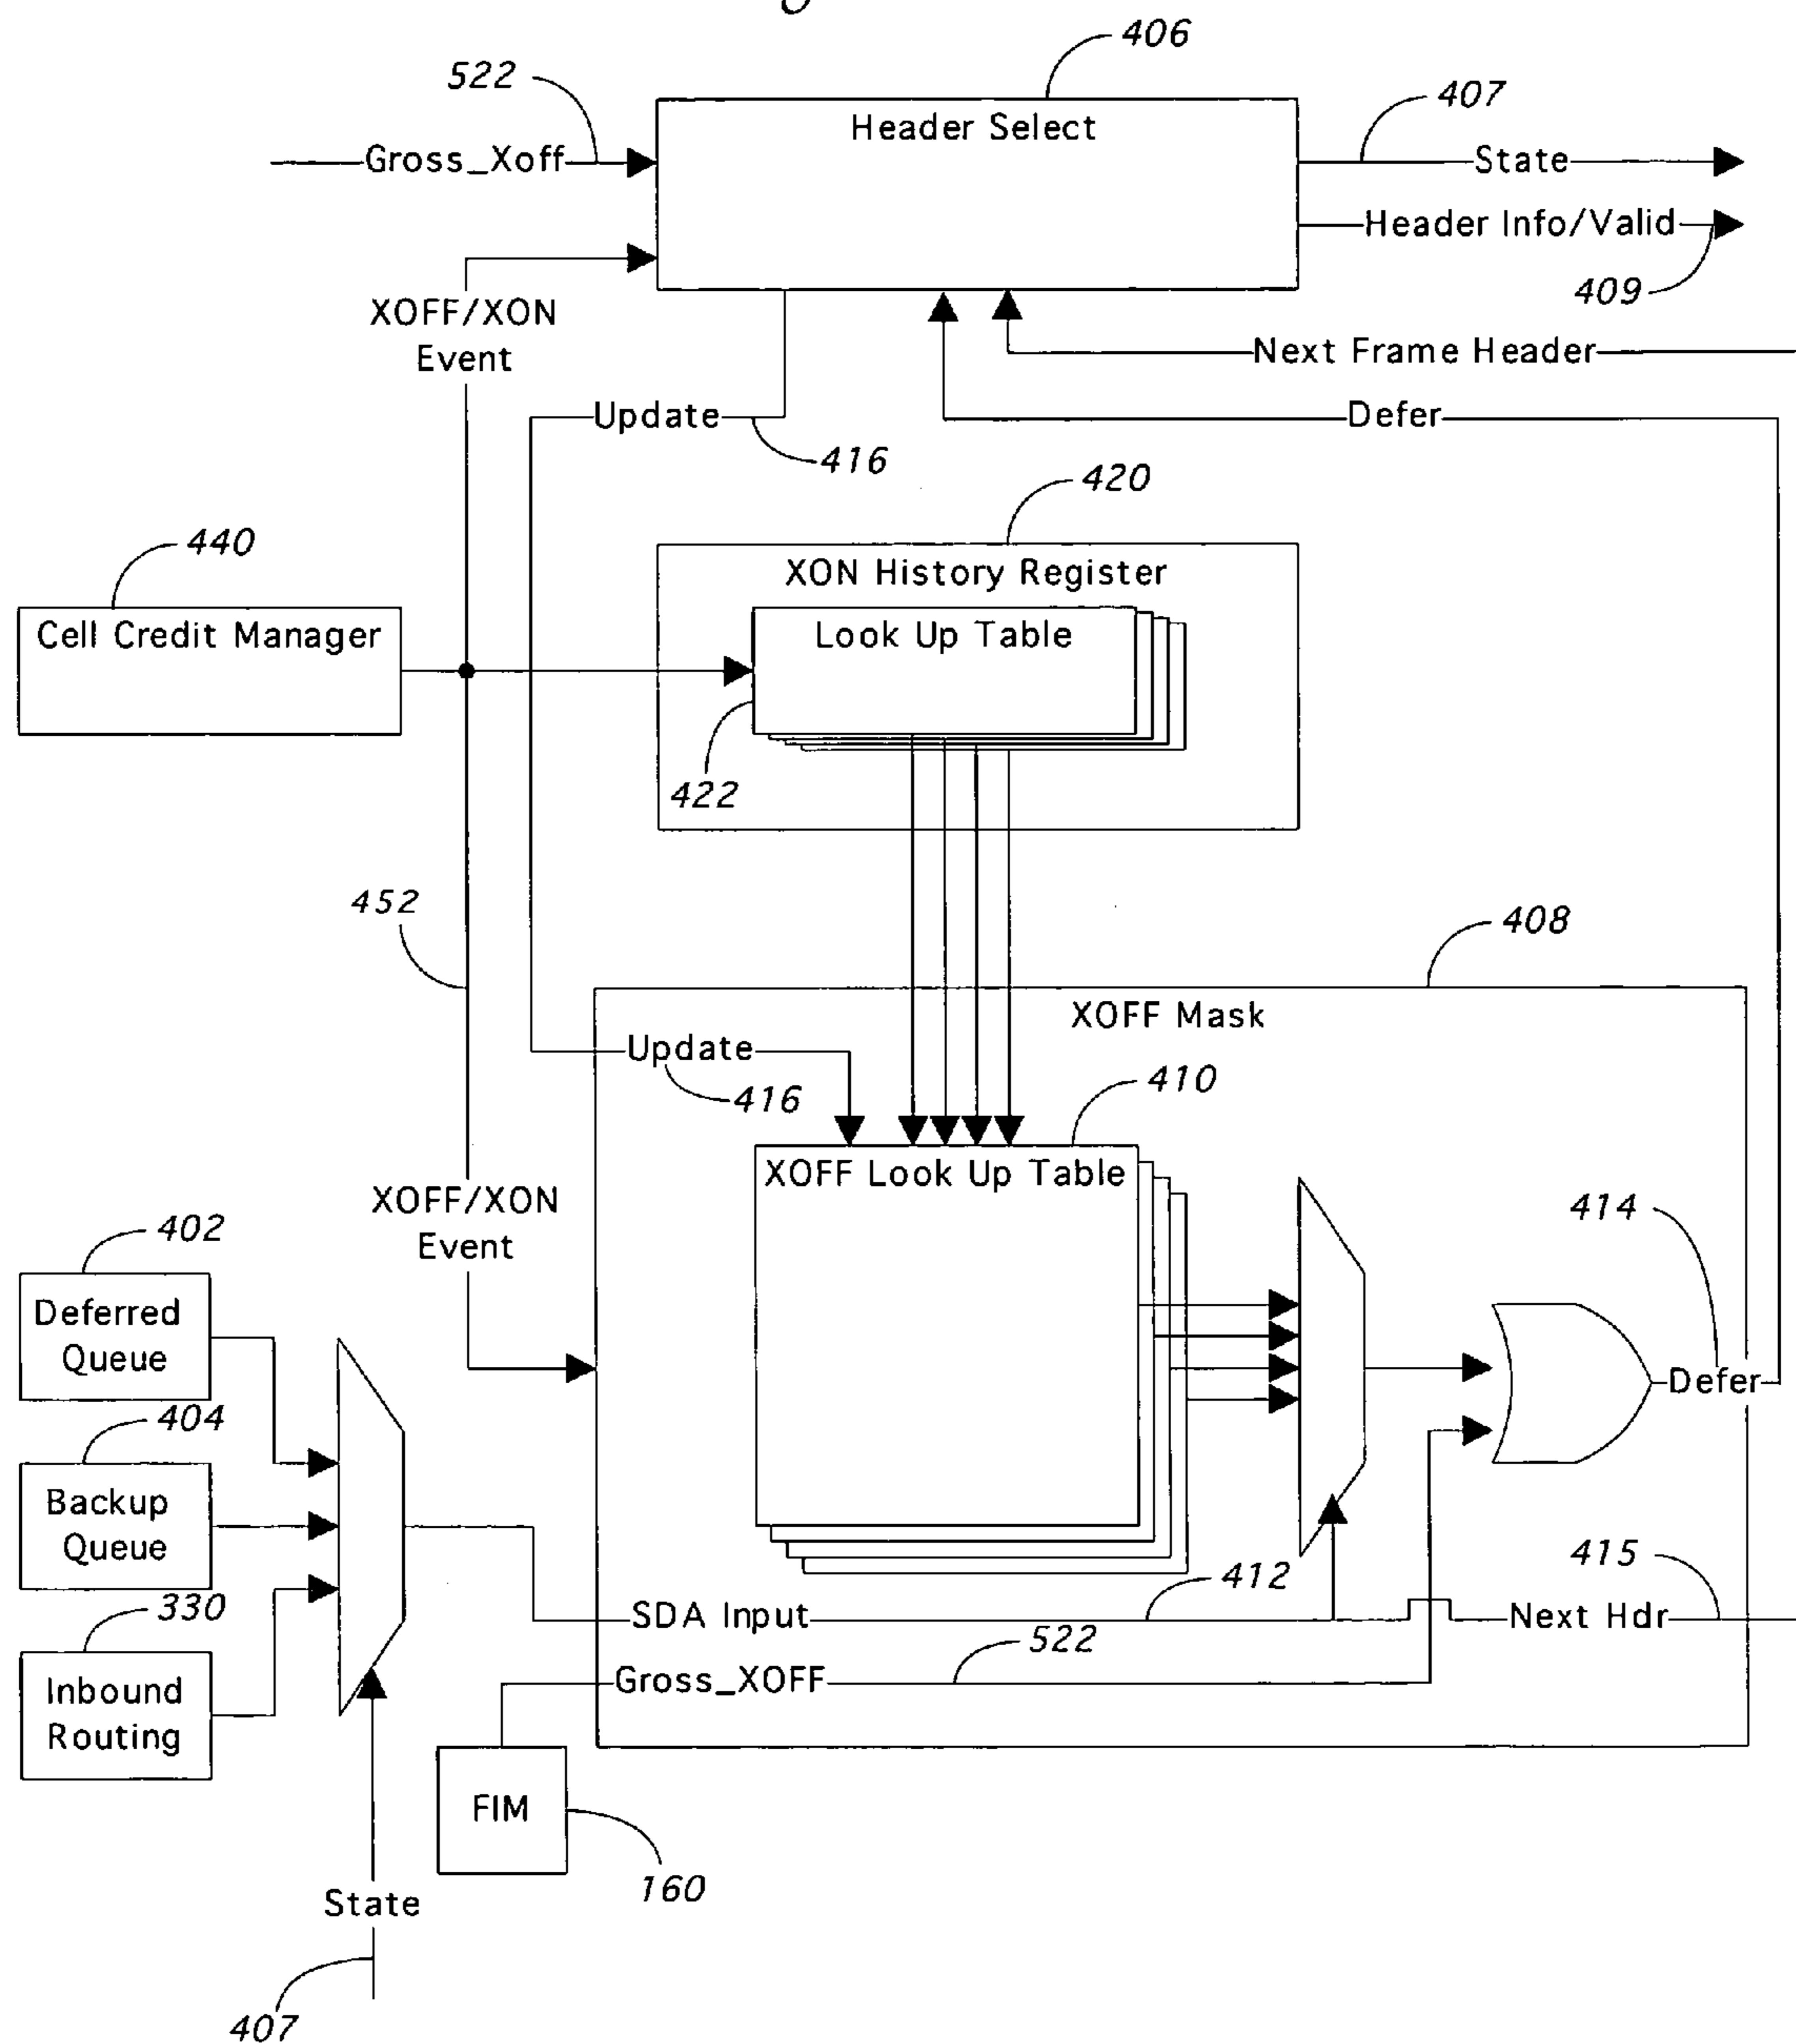 406
522
407
Header Select
Gross_Xoff
State
Header Info/Valid
409
XOFF/XON
Event
Next Frame Header
Update
Defer
416
420
440
XON History Register
Cell Credit Manager
Look Up Table
422
452
408
XOFF Mask
Update
416
410
XOFF Look Up Table
XOFF/XON
Event
414
402
Deferred
Queue
Defer
404
Backup
Queue
415
412
330
SDA Input
Next Hdr
522
Gross_XOFF
Inbound
Routing
FIM
160
State
407